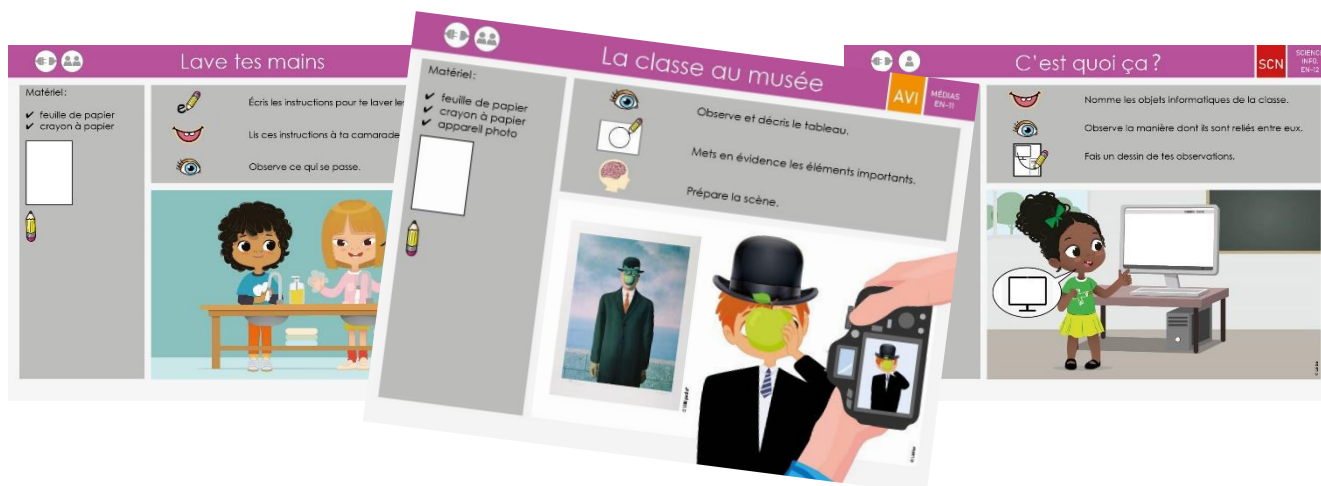 Lave tes mains
Matériel:
✔ feuille de papier
✔ crayon à papier
Écris les instructions pour te laver les
Lis ces instructions à ta camarade
Observe ce qui se passe.
La classe au musée
AVI
MÉDIAS
EN-11
Matériel:
✔ feuille de papier
✔ crayon à papier
✔ appareil photo
Observe et décris le tableau.
Mets en évidence les éléments importants.
Prépare la scène.
C'est quoi ça?
SCN
SCIENC
INFO.
EN-12
Nomme les objets informatiques de la classe.
Observe la manière dont ils sont reliés entre eux.
Fais un dessin de tes observations.